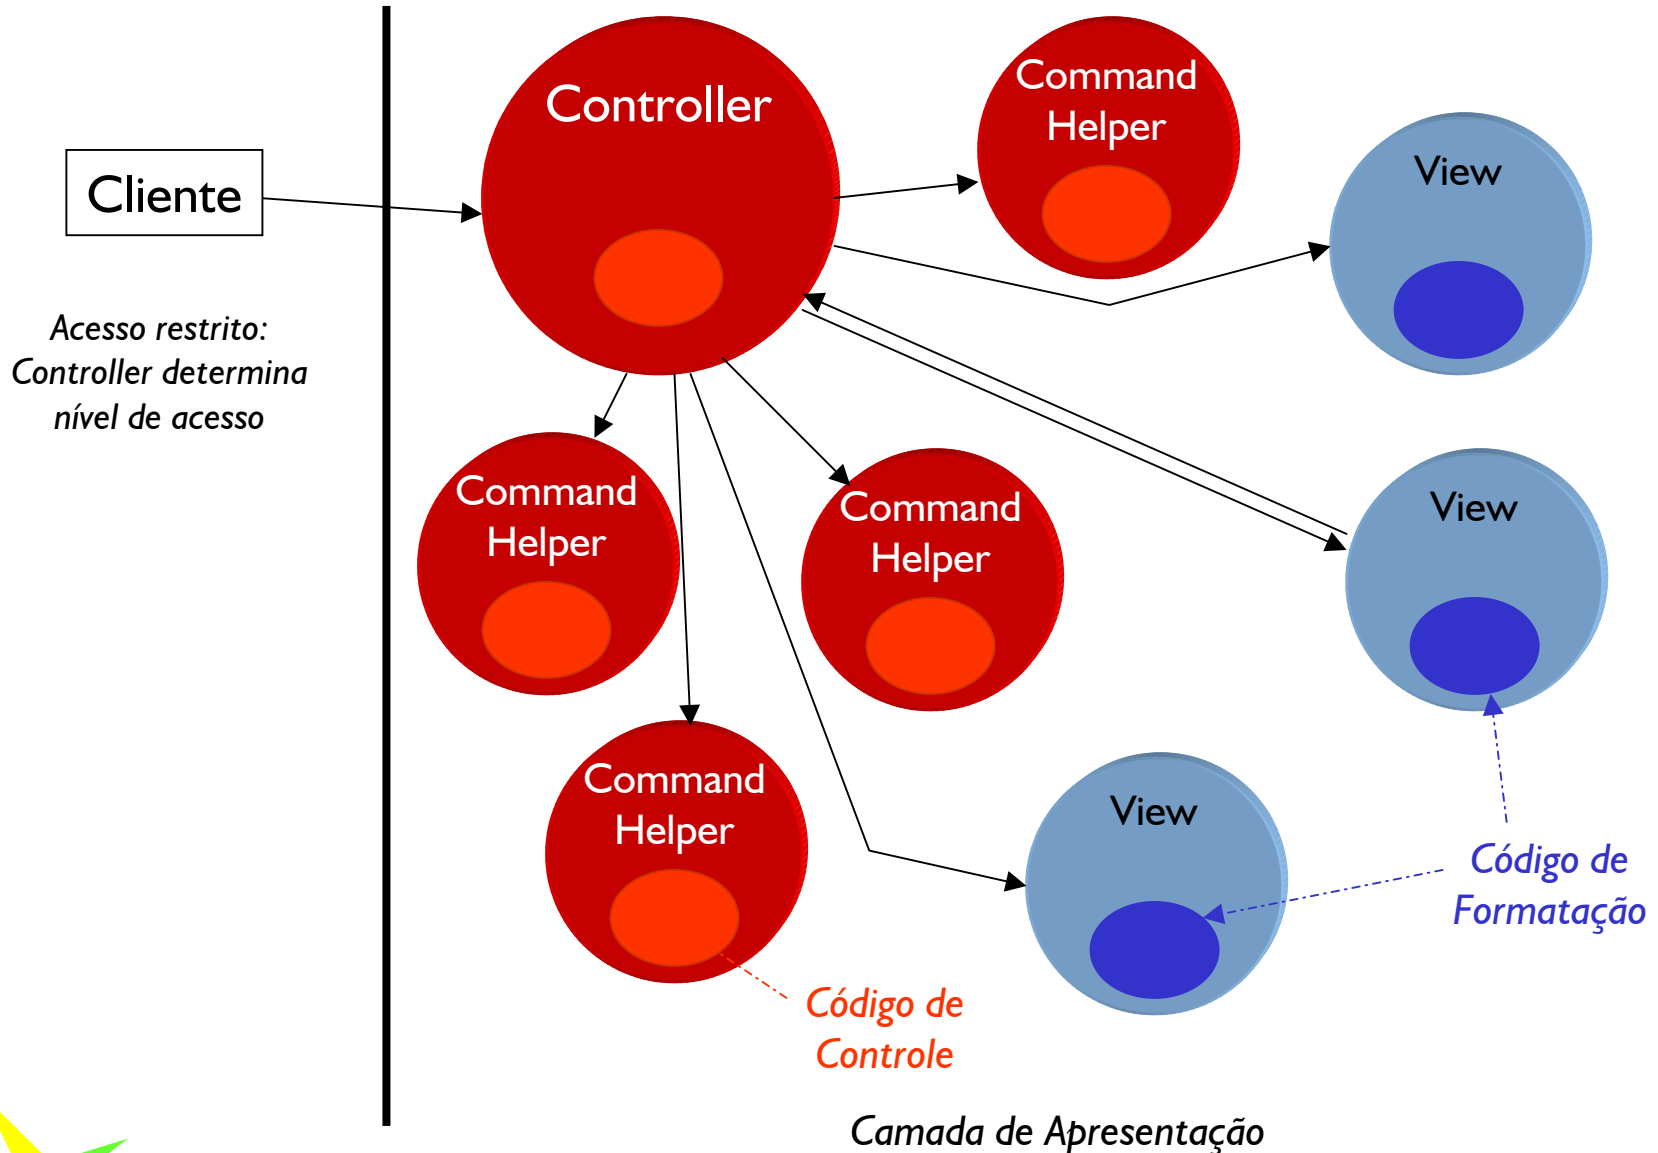 Controller
Command
Helper
View
Cliente
Acesso restrito:
Controller determina
nível de acesso
Command
Helper
Command
Helper
View
Command
Helper
View
Código de
Formatação
Código de
Controle
Camada de Apresentação